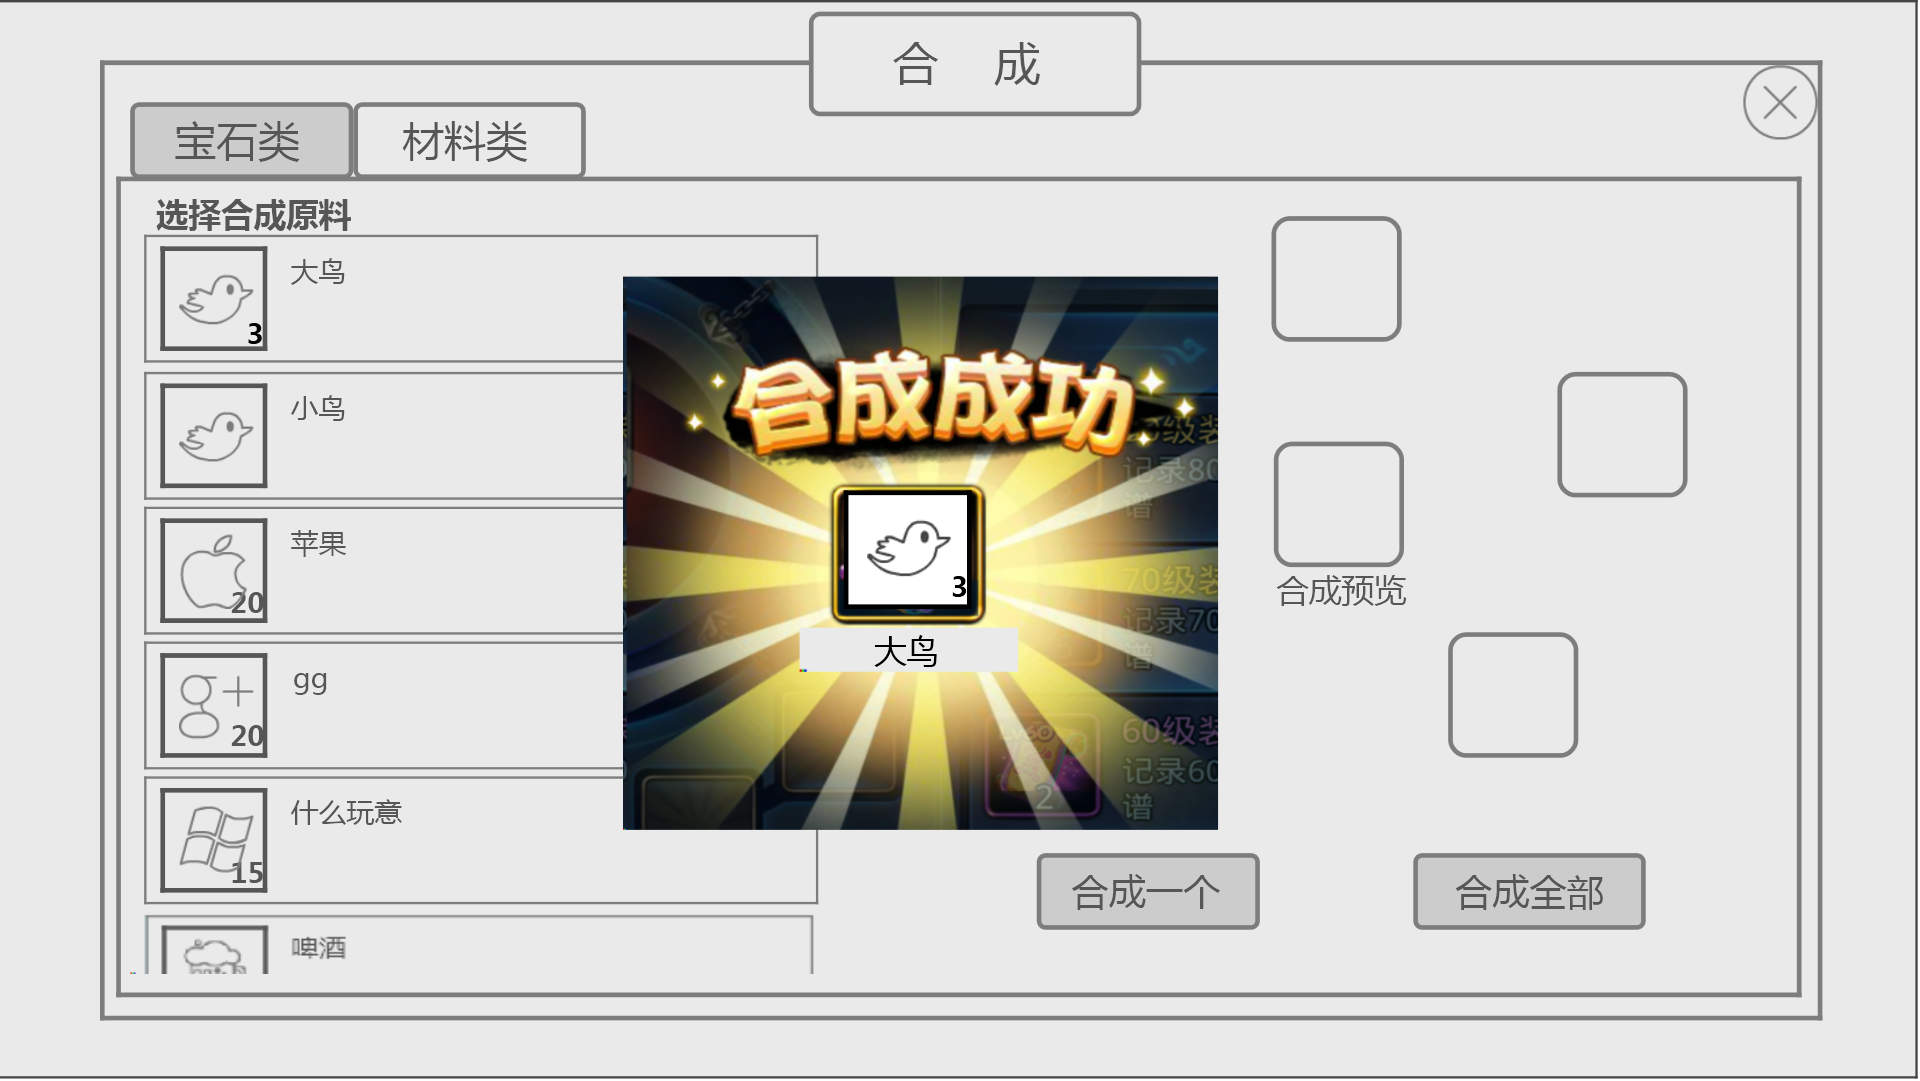 合 成
宝石类
材料类
选择合成原料
大鸟
3
小鸟
苹果
20
gg
20
什么玩意
15
啤酒
合成成功
级装
记录80
谱
3
大鸟
70级装
记录70
谱
60级装
记录60
谱
2
合成预览
合成一个
合成全部